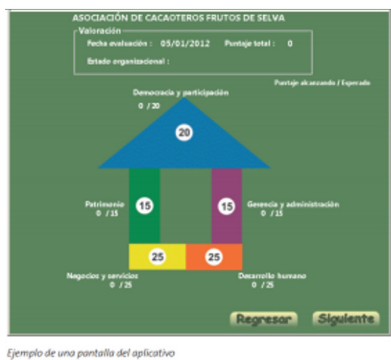 ASOCIACIÓN DE CACAOTEROS FRUTOS DE SELVA
Valoración
Fecha evaluación : 05/01/2012 Puntaje total : 0
Estado organizacional :
Puntaje alcanzando / Esperado
Democracia y participación
0 / 20
20
Patrimonio
0 / 15
15
15
Gerencia y administración
0 / 15
25
25
Negocios y servicios
0 / 25
Desarrollo humano
0 / 25
Regresar Siguiente
Ejemplo de una pantalla del aplicativo